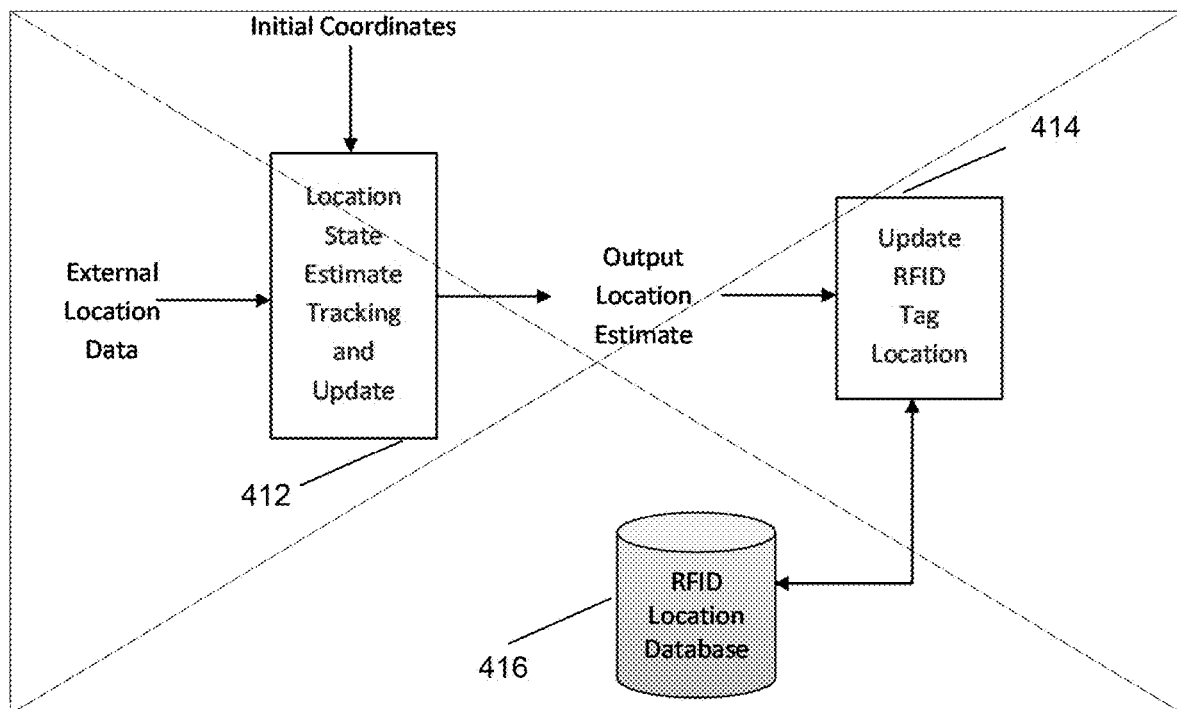 Initial Coordinates
414
Location
State
Estimate
Tracking
and
Update
External
Location
Data
Output
Location
Estimate
Update
RFID
Tag
Location
412
RFID
Location
Database
416